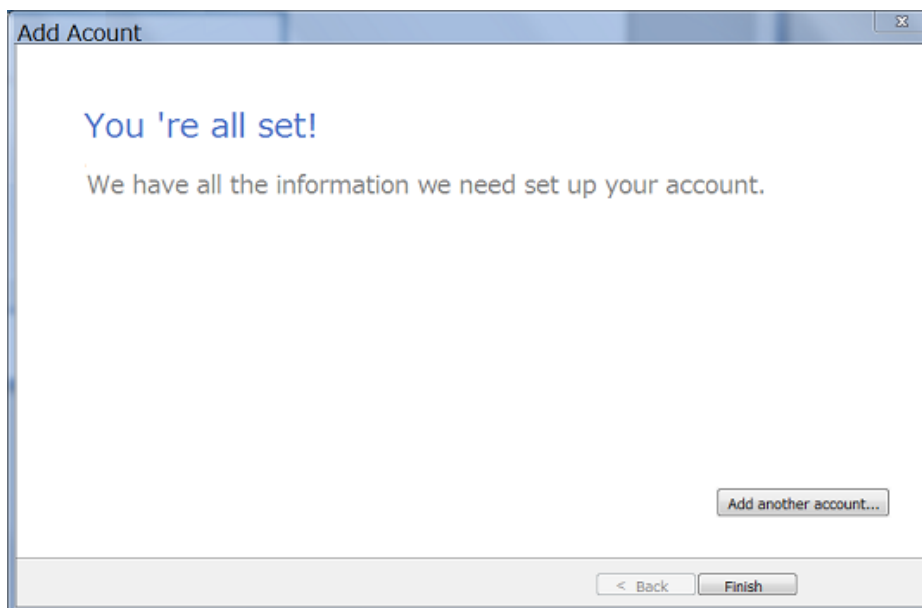 Add Acount
You 're all set!
We have all the information we need set up your account.
Add another account...
< Back Finish